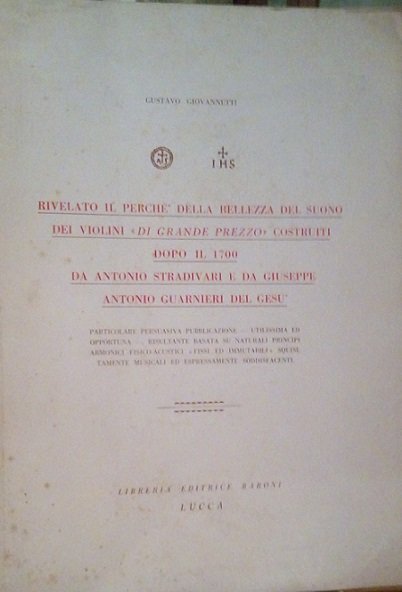 GUSTAVO GIOVANNETTI
IHS
RIVELATO IL PERCHE' DELLA BELLEZZA DEL SUONO
DEI VIOLINI «DI GRANDE PREZZO» COSTRUITI
DOPO IL 1700
DA ANTONIO STRADIVARI E DA GIUSEPPE
ANTONIO GUARNIERI DEL GESU'
PARTICOLARE PERSUASIVA PUBBLICAZIONE - UTILISSIMA ED
OPPORTUNA - RISULTANTE BASATA SU NATURALI PRINCIPI
ARMONICI FISICO-ACUSTICI «FISSI ED IMMUTABILI» SQUISI-
TAMENTE MUSICALI ED ESPRESSAMENTE SODDISFACENTI.
LIBRERIA EDITRICE BARONI
LUCCA